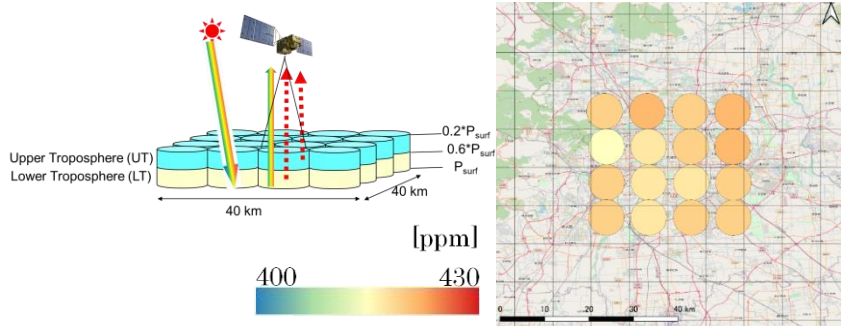 0.2*Psurf
Upper Troposphere (UT)
0.6*Psurf
Lower Troposphere (LT)
Psurf
40 km
40 km
[ppm]
400
430
0
10
20
30
40 km